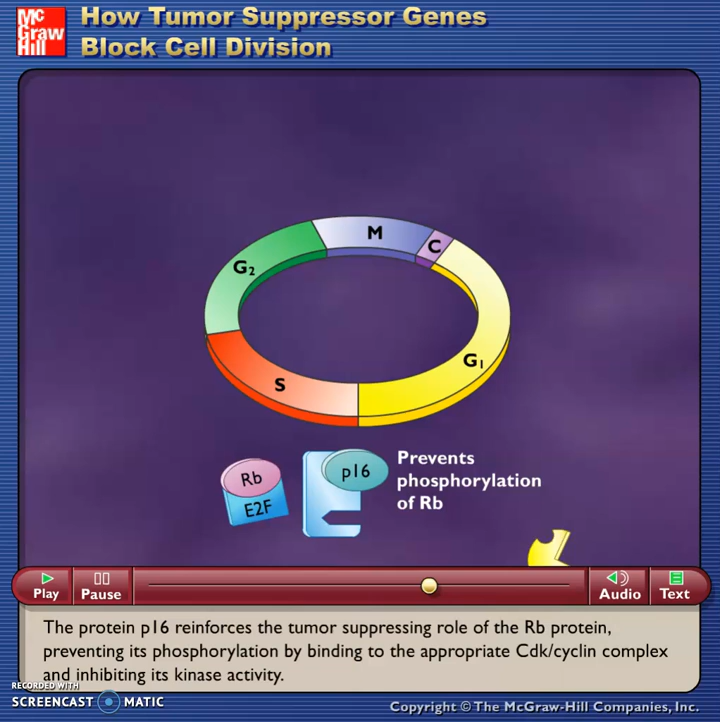 Mc
Graw
Hill
How Tumor Suppressor Genes
Block Cell Division
M
C
G2
G1
S
Rb
E2F
p16
Prevents
phosphorylation
of Rb
Play
Pause
Audio
Text
The protein p16 reinforces the tumor suppressing role of the Rb protein,
preventing its phosphorylation by binding to the appropriate Cdk/cyclin complex
and inhibiting its kinase activity.
RECORDED WITH
SCREENCAST MATIC
Copyright © The McGraw-Hill Companies, Inc.